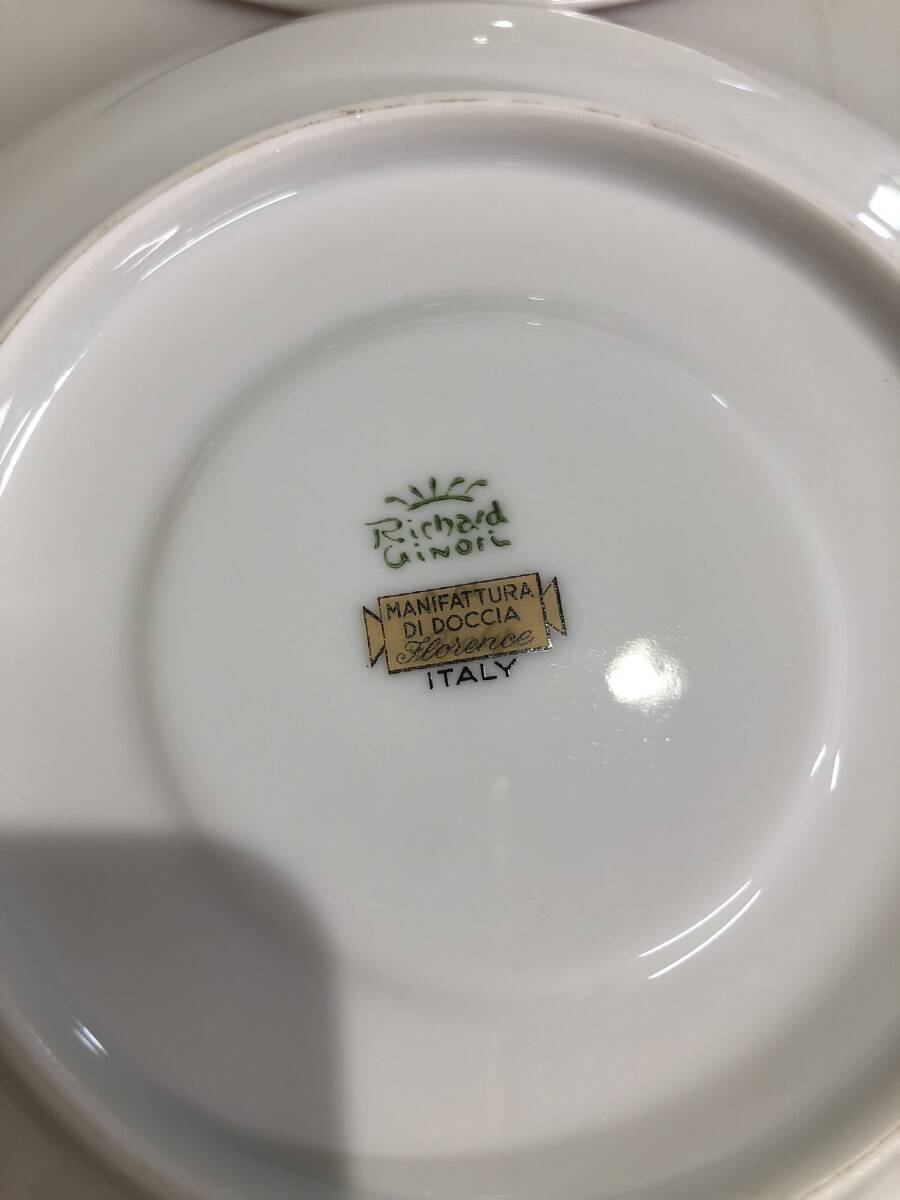 Richard
GINORI
MANIFATTURA
DI DOCCIA
Florence
ITALY